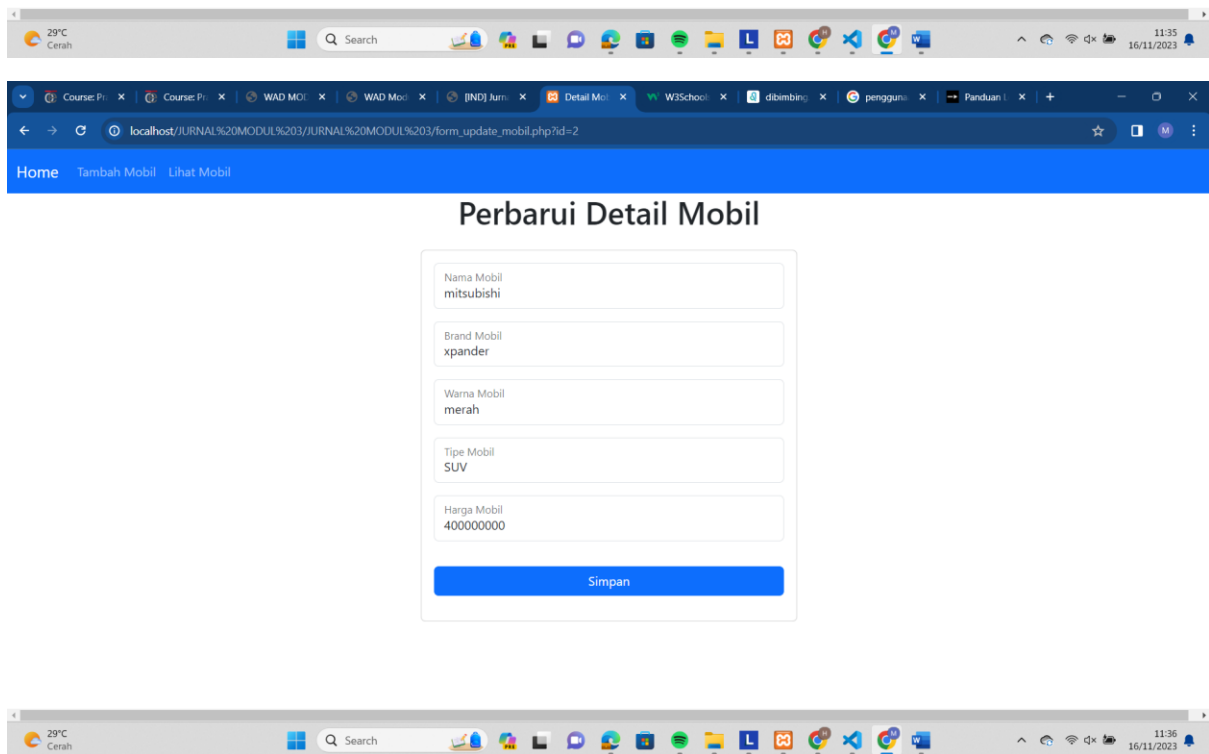 29°C
Cerah
Search
11:35
16/11/2023
Course: Pr
Course: Pr
WAD MOD
WAD Mod
[IND] Jurn
Detail Mob
W3School
dibimbing
pengguna
Panduan L
localhost/JURNAL%20MODUL%203/JURNAL%20MODUL%203/form_update_mobil.php?id=2
M
Home Tambah Mobil Lihat Mobil
Perbarui Detail Mobil
Nama Mobil
mitsubishi
Brand Mobil
xpander
Warna Mobil
merah
Tipe Mobil
SUV
Harga Mobil
400000000
Simpan
29°C
Cerah
Search
11:36
16/11/2023